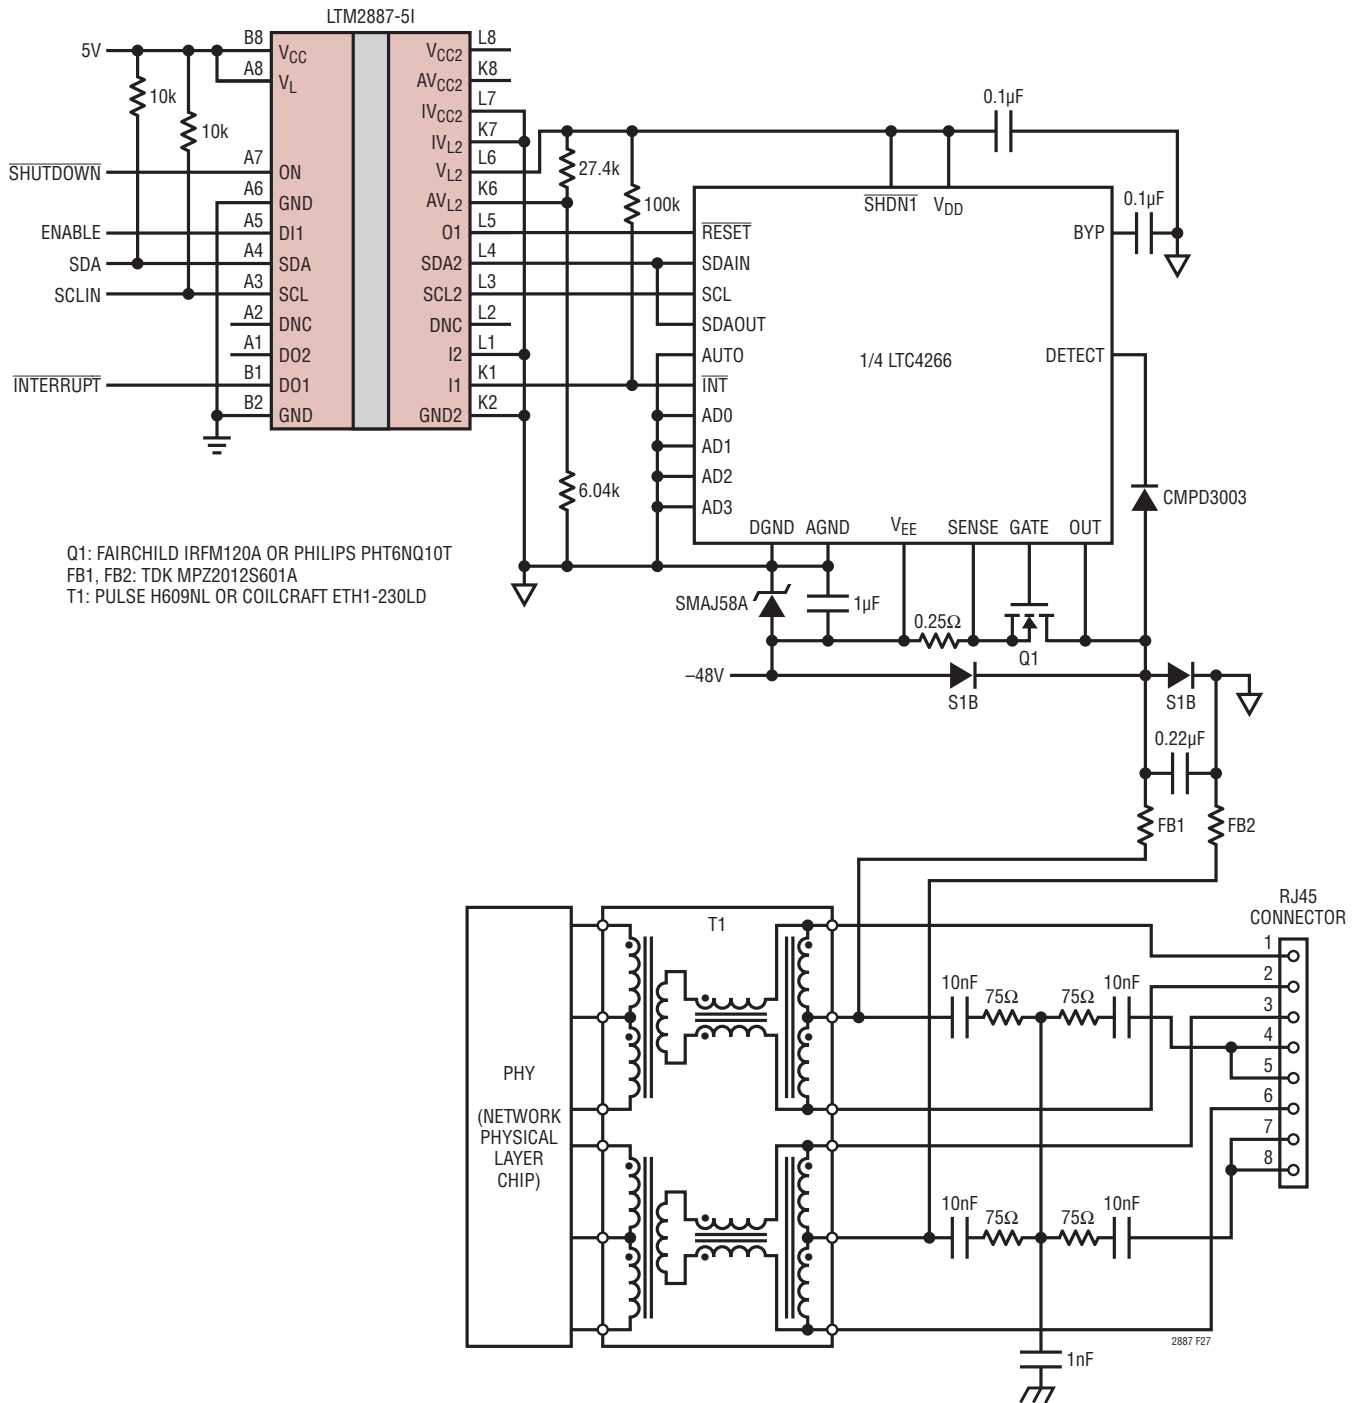 LTM2887-5I
5V
10k
10k
SHUTDOWN
ENABLE
SDA
SCLIN
INTERRUPT
B8
A8
A7
A6
A5
A4
A3
A2
A1
B1
B2
VCC
VL
ON
GND
DI1
SDA
SCL
DNC
DO2
DO1
GND
VCC2
AVCC2
IVCC2
IVL2
VL2
AVL2
O1
SDA2
SCL2
DNC
I2
I1
GND2
L8
K8
L7
K7
L6
K6
L5
L4
L3
L2
L1
K1
K2
27.4k
100k
6.04k
0.1µF
0.1µF
SHDN1
VDD
RESET
SDAIN
SCL
SDAOUT
AUTO
INT
AD0
AD1
AD2
AD3
1/4 LTC4266
BYP
DETECT
DGND
AGND
VEE
SENSE
GATE
OUT
CMPD3003
Q1: FAIRCHILD IRFM120A OR PHILIPS PHT6NQ10T
FB1, FB2: TDK MPZ2012S601A
T1: PULSE H609NL OR COILCRAFT ETH1-230LD
SMAJ58A
1µF
0.25Ω
Q1
–48V
S1B
S1B
0.22µF
FB1
FB2
T1
RJ45
CONNECTOR
1
2
3
4
5
6
7
8
10nF
75Ω
75Ω
10nF
PHY
(NETWORK
PHYSICAL
LAYER
CHIP)
10nF
75Ω
75Ω
10nF
1nF
2887 F27